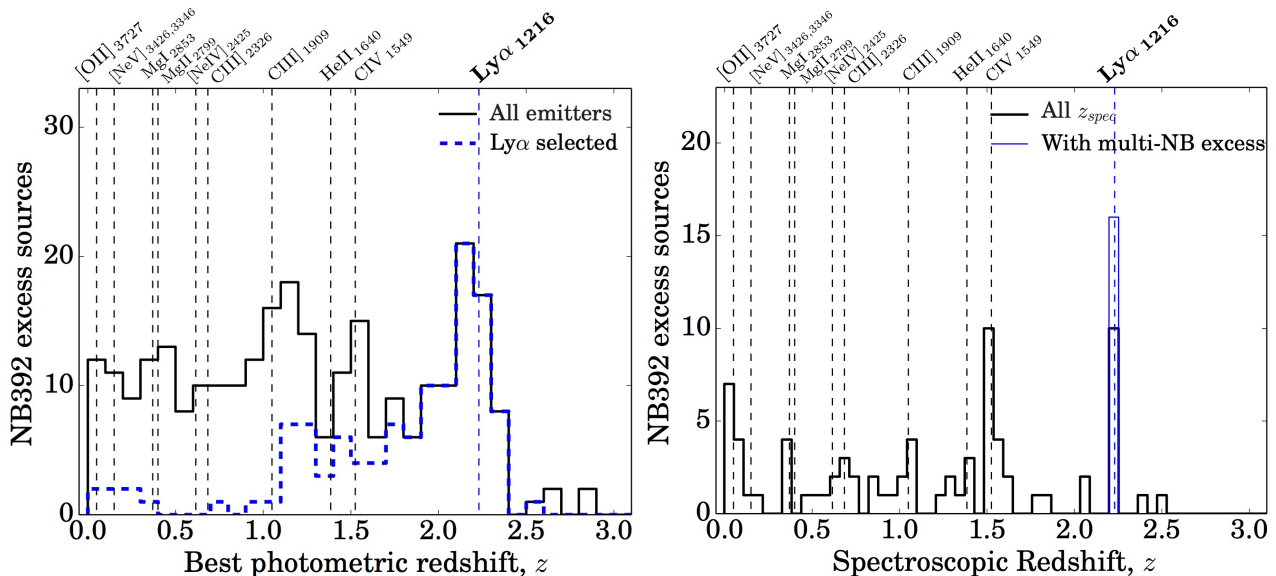 [OII] 3727
[NeV] 3426,3346
MgI 2853
MgII 2799
[NeIV] 2425
CIII] 2326
CIII] 1909
HeII 1640
CIV 1549
Lyα 1216
All emitters
Lyα selected
30
20
10
0
NB392 excess sources
0.0 0.5 1.0 1.5 2.0 2.5 3.0
Best photometric redshift, z
[OII] 3727
[NeV] 3426,3346
MgI 2853
MgII 2799
[NeIV] 2425
CIII] 2326
CIII] 1909
HeII 1640
CIV 1549
Lyα 1216
All zspec
With multi-NB excess
20
15
10
5
0
NB392 excess sources
0.0 0.5 1.0 1.5 2.0 2.5 3.0
Spectroscopic Redshift, z